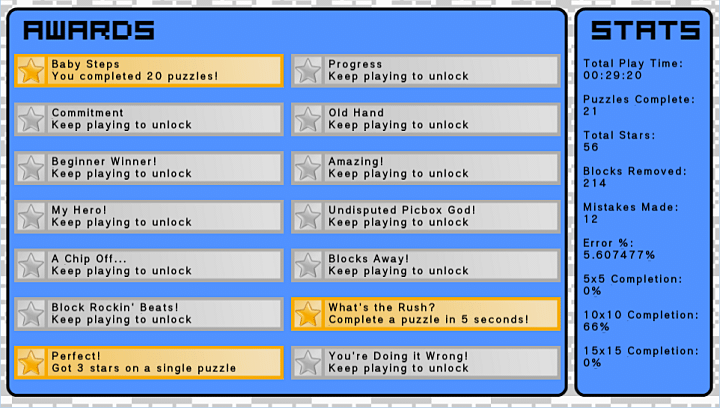 AWARDS
Baby Steps
You completed 20 puzzles!
Progress
Keep playing to unlock
Commitment
Keep playing to unlock
Old Hand
Keep playing to unlock
Beginner Winner!
Keep playing to unlock
Amazing!
Keep playing to unlock
My Hero!
Keep playing to unlock
Undisputed Picbox God!
Keep playing to unlock
A Chip Off...
Keep playing to unlock
Blocks Away!
Keep playing to unlock
Block Rockin' Beats!
Keep playing to unlock
What's the Rush?
Complete a puzzle in 5 seconds!
Perfect!
Got 3 stars on a single puzzle
You're Doing it Wrong!
Keep playing to unlock
STATS
Total Play Time:
00:29:20
Puzzles Complete:
21
Total Stars:
56
Blocks Removed:
214
Mistakes Made:
12
Error %:
5.607477%
5x5 Completion:
0%
10x10 Completion:
66%
15x15 Completion:
0%